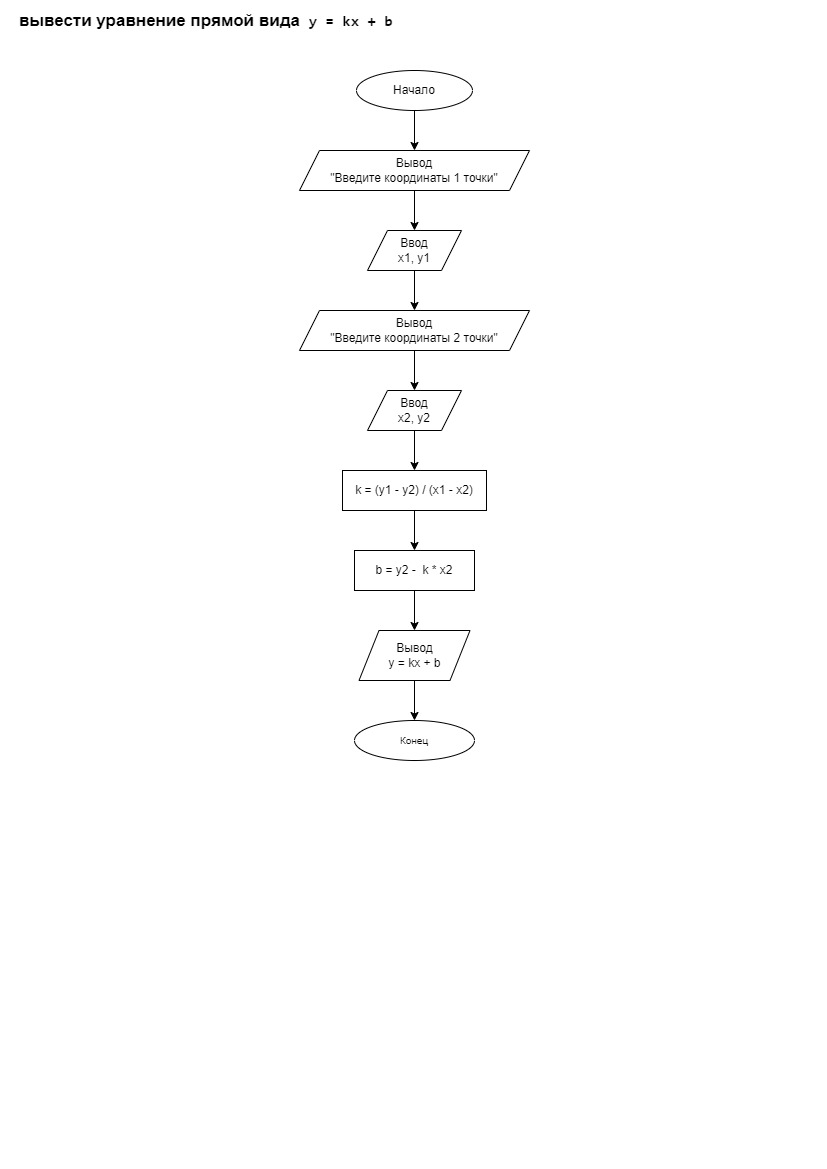 вывести уравнение прямой вида y = kx + b
Начало
Вывод
"Введите координаты 1 точки"
Ввод
x1, y1
Вывод
"Введите координаты 2 точки"
Ввод
x2, y2
k = (y1 - y2) / (x1 - x2)
b = y2 - k * x2
Вывод
y = kx + b
Конец